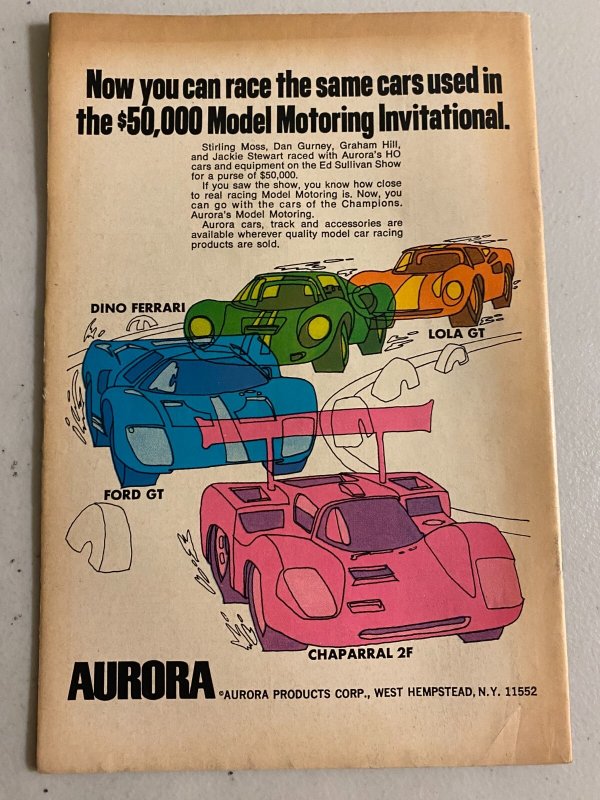 Now you can race the same cars used in
the $50,000 Model Motoring Invitational.
Stirling Moss, Dan Gurney, Graham Hill,
and Jackie Stewart raced with Aurora's HO
cars and equipment on the Ed Sullivan Show
for a purse of $50,000.
If you saw the show, you know how close
to real racing Model Motoring is. Now, you
can go with the cars of the Champions.
Aurora's Model Motoring.
Aurora cars, track and accessories are
available wherever quality model car racing
products are sold.
DINO FERRARI
LOLA GT
FORD GT
CHAPARRAL 2F
AURORA ©AURORA PRODUCTS CORP., WEST HEMPSTEAD, N.Y. 11552